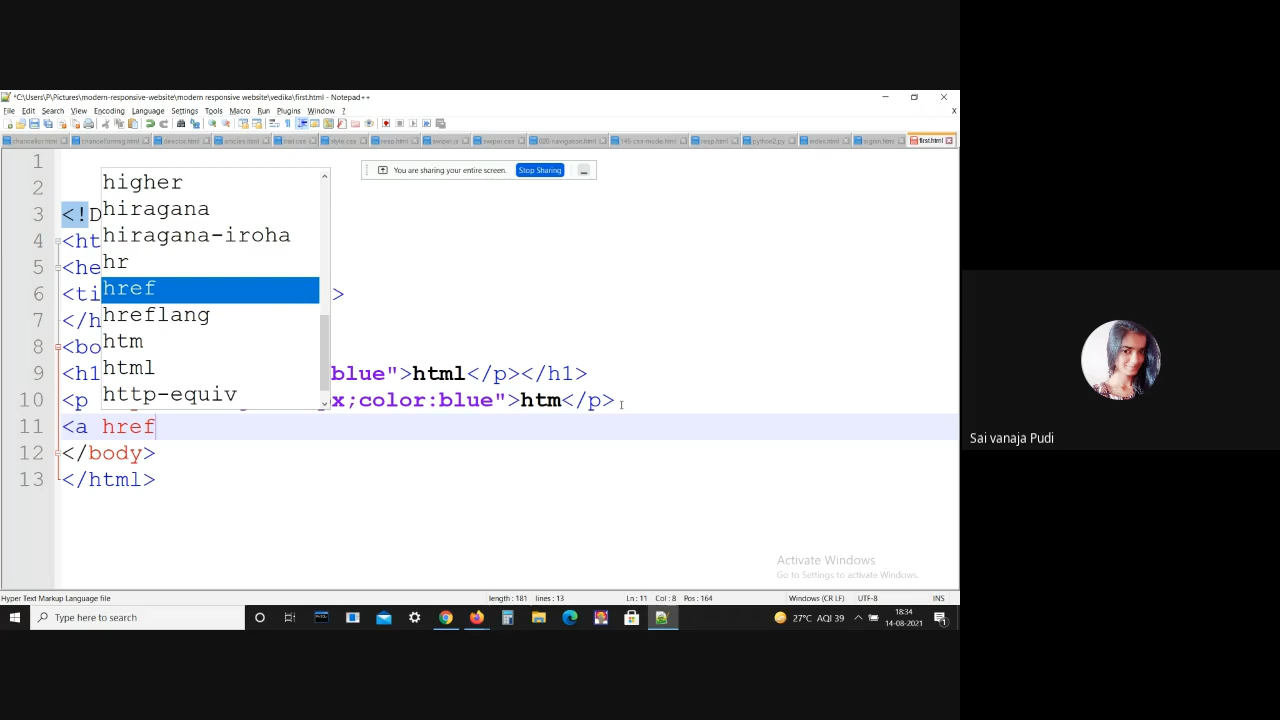 *C:\Users\P\Pictures\modern-responsive-website\modern responsive website\vedika\first.html - Notepad++
File Edit Search View Encoding Language Settings Tools Macro Run Plugins Window ?
X
style.css first.html
You are sharing your entire screen. Stop Sharing
1
2
3 <!D
4 <ht
5 <he
6 <ti >
7 </h
8 <bo
9 <h1 blue">html</p></h1>
10 <p x;color:blue">htm</p>
11 <a href
12 </body>
13 </html>
higher
hiragana
hiragana-iroha
hr
href
hreflang
htm
html
http-equiv
Sai vanaja Pudi
Activate Windows
Go to Settings to activate Windows.
Hyper Text Markup Language file length : 181 lines : 13 Ln : 11 Col : 8 Pos : 164 Windows (CR LF) UTF-8 INS
Type here to search 27°C AQI 39 18:34
14-08-2021
1